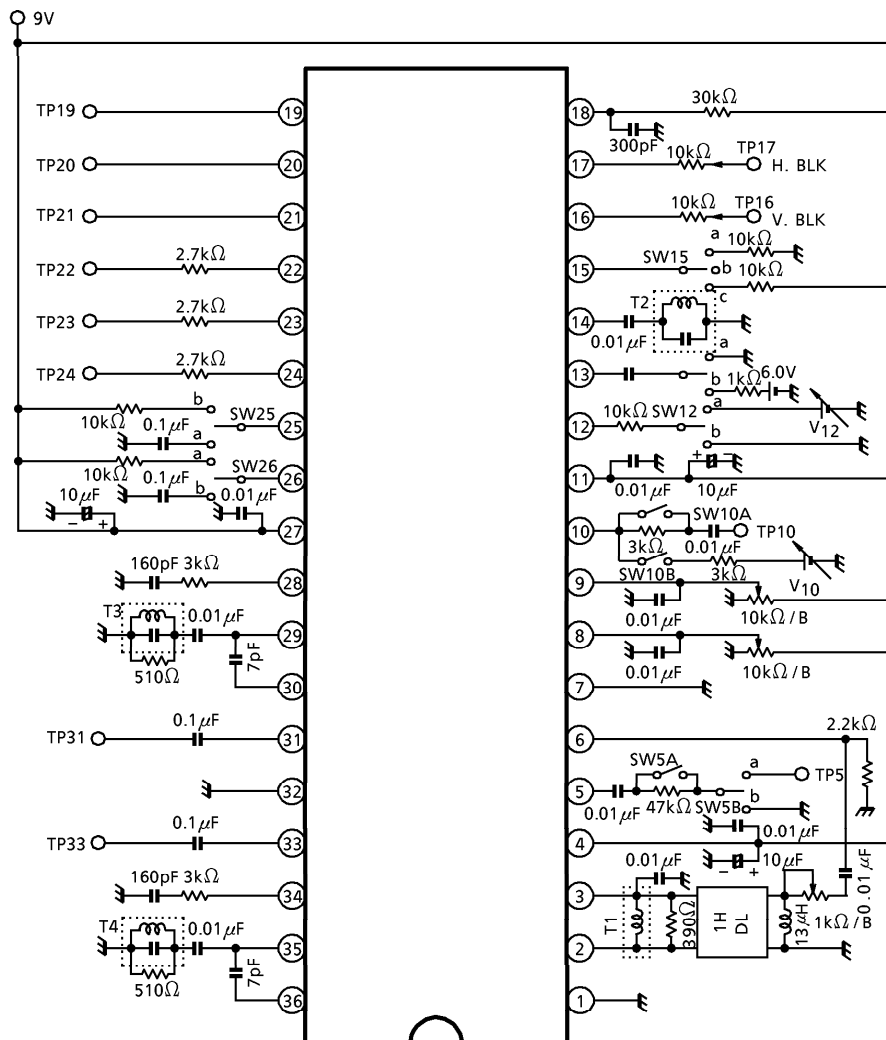 9V
TP19
19
18
30kΩ
300pF
TP20
20
17
10kΩ
TP17
H. BLK
TP21
21
16
10kΩ
TP16
V. BLK
TP22
2.7kΩ
22
15
SW15
a
10kΩ
b
10kΩ
c
TP23
2.7kΩ
23
14
0.01μF
T2
TP24
2.7kΩ
24
13
a
b
1kΩ
6.0V
10kΩ
b
SW25
25
0.1μF
a
12
10kΩ
SW12
a
b
V12
10kΩ
a
SW26
26
0.1μF
b
11
0.01μF
+
−
10μF
10μF
−
+
0.01μF
27
10
SW10A
3kΩ
0.01μF
TP10
SW10B
3kΩ
V10
160pF
3kΩ
28
9
0.01μF
10kΩ/B
T3
0.01μF
29
510Ω
7pF
8
0.01μF
10kΩ/B
30
7
TP31
0.1μF
31
6
2.2kΩ
32
5
0.01μF
SW5A
47kΩ
SW5B
a
b
TP5
TP33
0.1μF
33
4
0.01μF
−
+
10μF
0.01μF
160pF
3kΩ
34
3
0.01μF
T1
390Ω
1H
DL
13μH
1kΩ/B
T4
0.01μF
35
510Ω
7pF
2
36
1